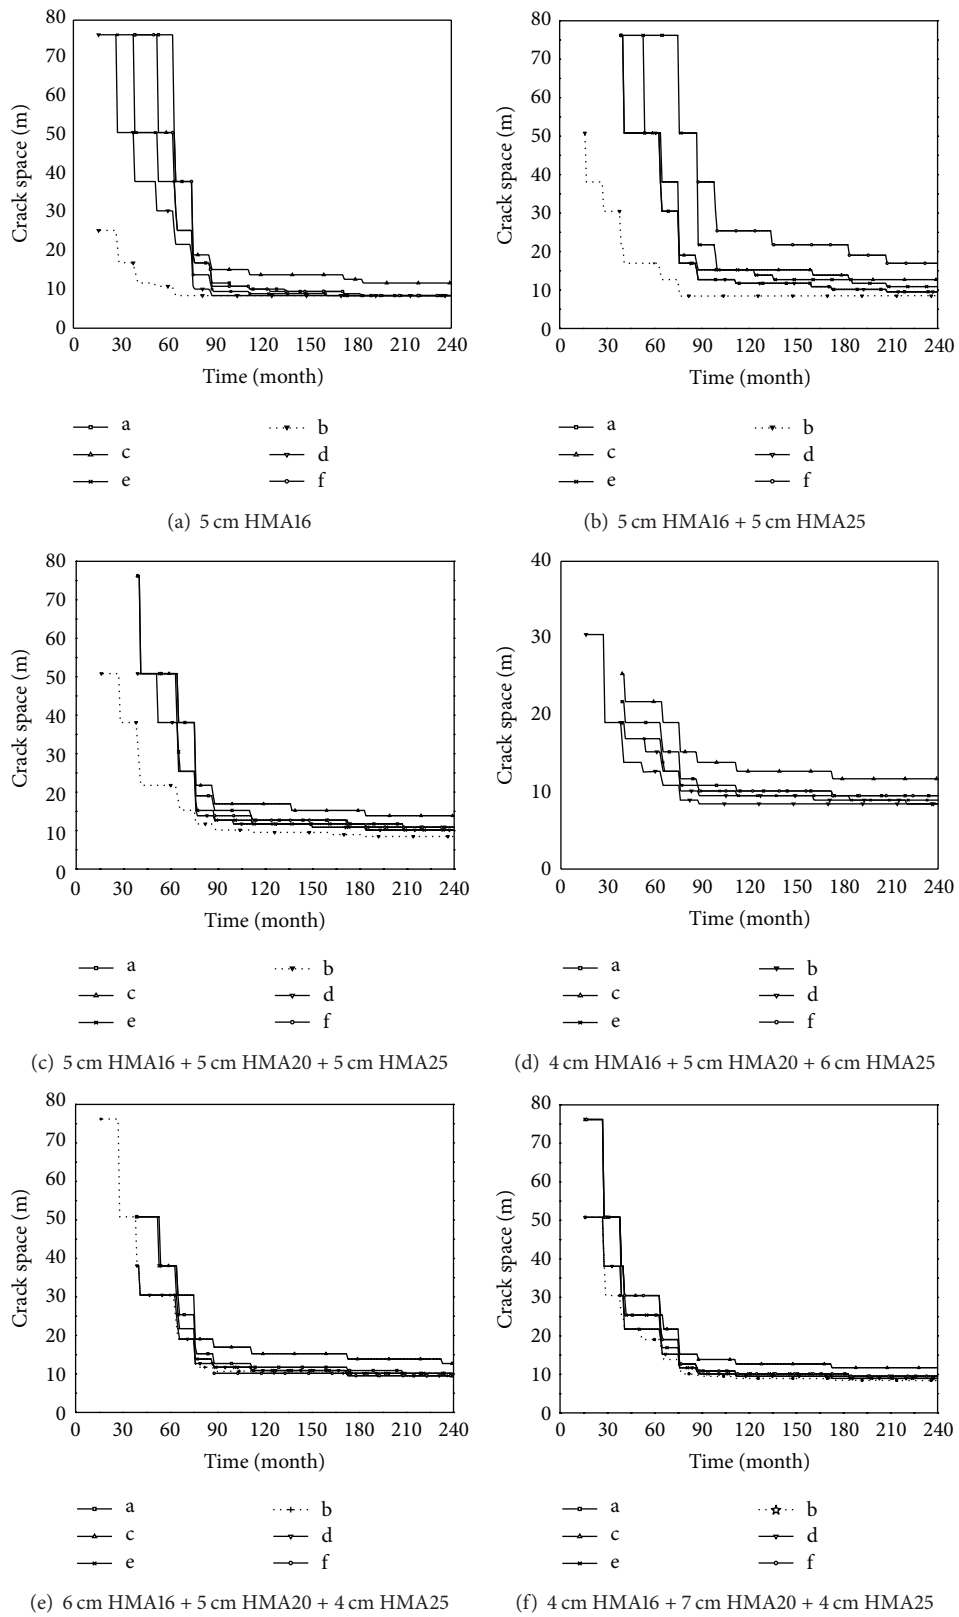 80
70
60
50
40
30
20
10
0
Crack space (m)
0 30 60 90 120 150 180 210 240
Time (month)
a b
c d
e f
(a) 5 cm HMA16
80
70
60
50
40
30
20
10
0
Crack space (m)
0 30 60 90 120 150 180 210 240
Time (month)
a b
c d
e f
(b) 5 cm HMA16 + 5 cm HMA25
80
70
60
50
40
30
20
10
0
Crack space (m)
0 30 60 90 120 150 180 210 240
Time (month)
a b
c d
e f
(c) 5 cm HMA16 + 5 cm HMA20 + 5 cm HMA25
40
30
20
10
0
Crack space (m)
0 30 60 90 120 150 180 210 240
Time (month)
a b
c d
e f
(d) 4 cm HMA16 + 5 cm HMA20 + 6 cm HMA25
80
70
60
50
40
30
20
10
0
Crack space (m)
0 30 60 90 120 150 180 210 240
Time (month)
a b
c d
e f
(e) 6 cm HMA16 + 5 cm HMA20 + 4 cm HMA25
80
70
60
50
40
30
20
10
0
Crack space (m)
0 30 60 90 120 150 180 210 240
Time (month)
a b
c d
e f
(f) 4 cm HMA16 + 7 cm HMA20 + 4 cm HMA25